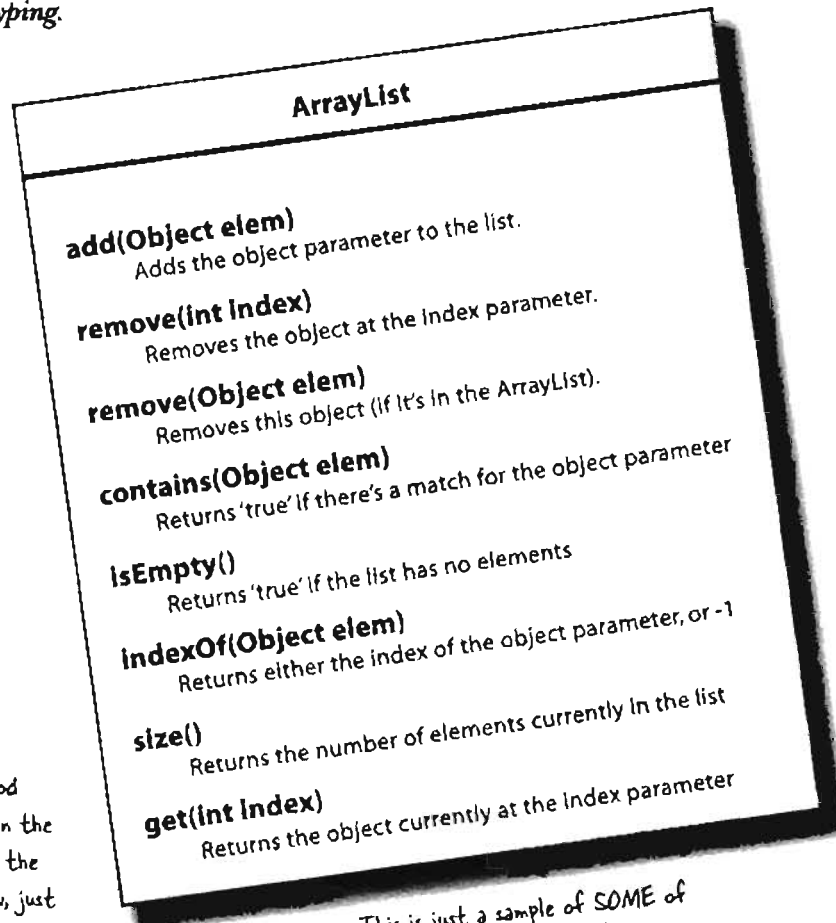 ArrayList
add(Object elem)
Adds the object parameter to the list.
remove(int index)
Removes the object at the index parameter.
remove(Object elem)
Removes this object (if it's in the ArrayList).
contains(Object elem)
Returns 'true' if there's a match for the object parameter
isEmpty()
Returns 'true' if the list has no elements
indexOf(Object elem)
Returns either the index of the object parameter, or -1
size()
Returns the number of elements currently in the list
get(int index)
Returns the object currently at the index parameter
the
just
This is just a sample of SOME of